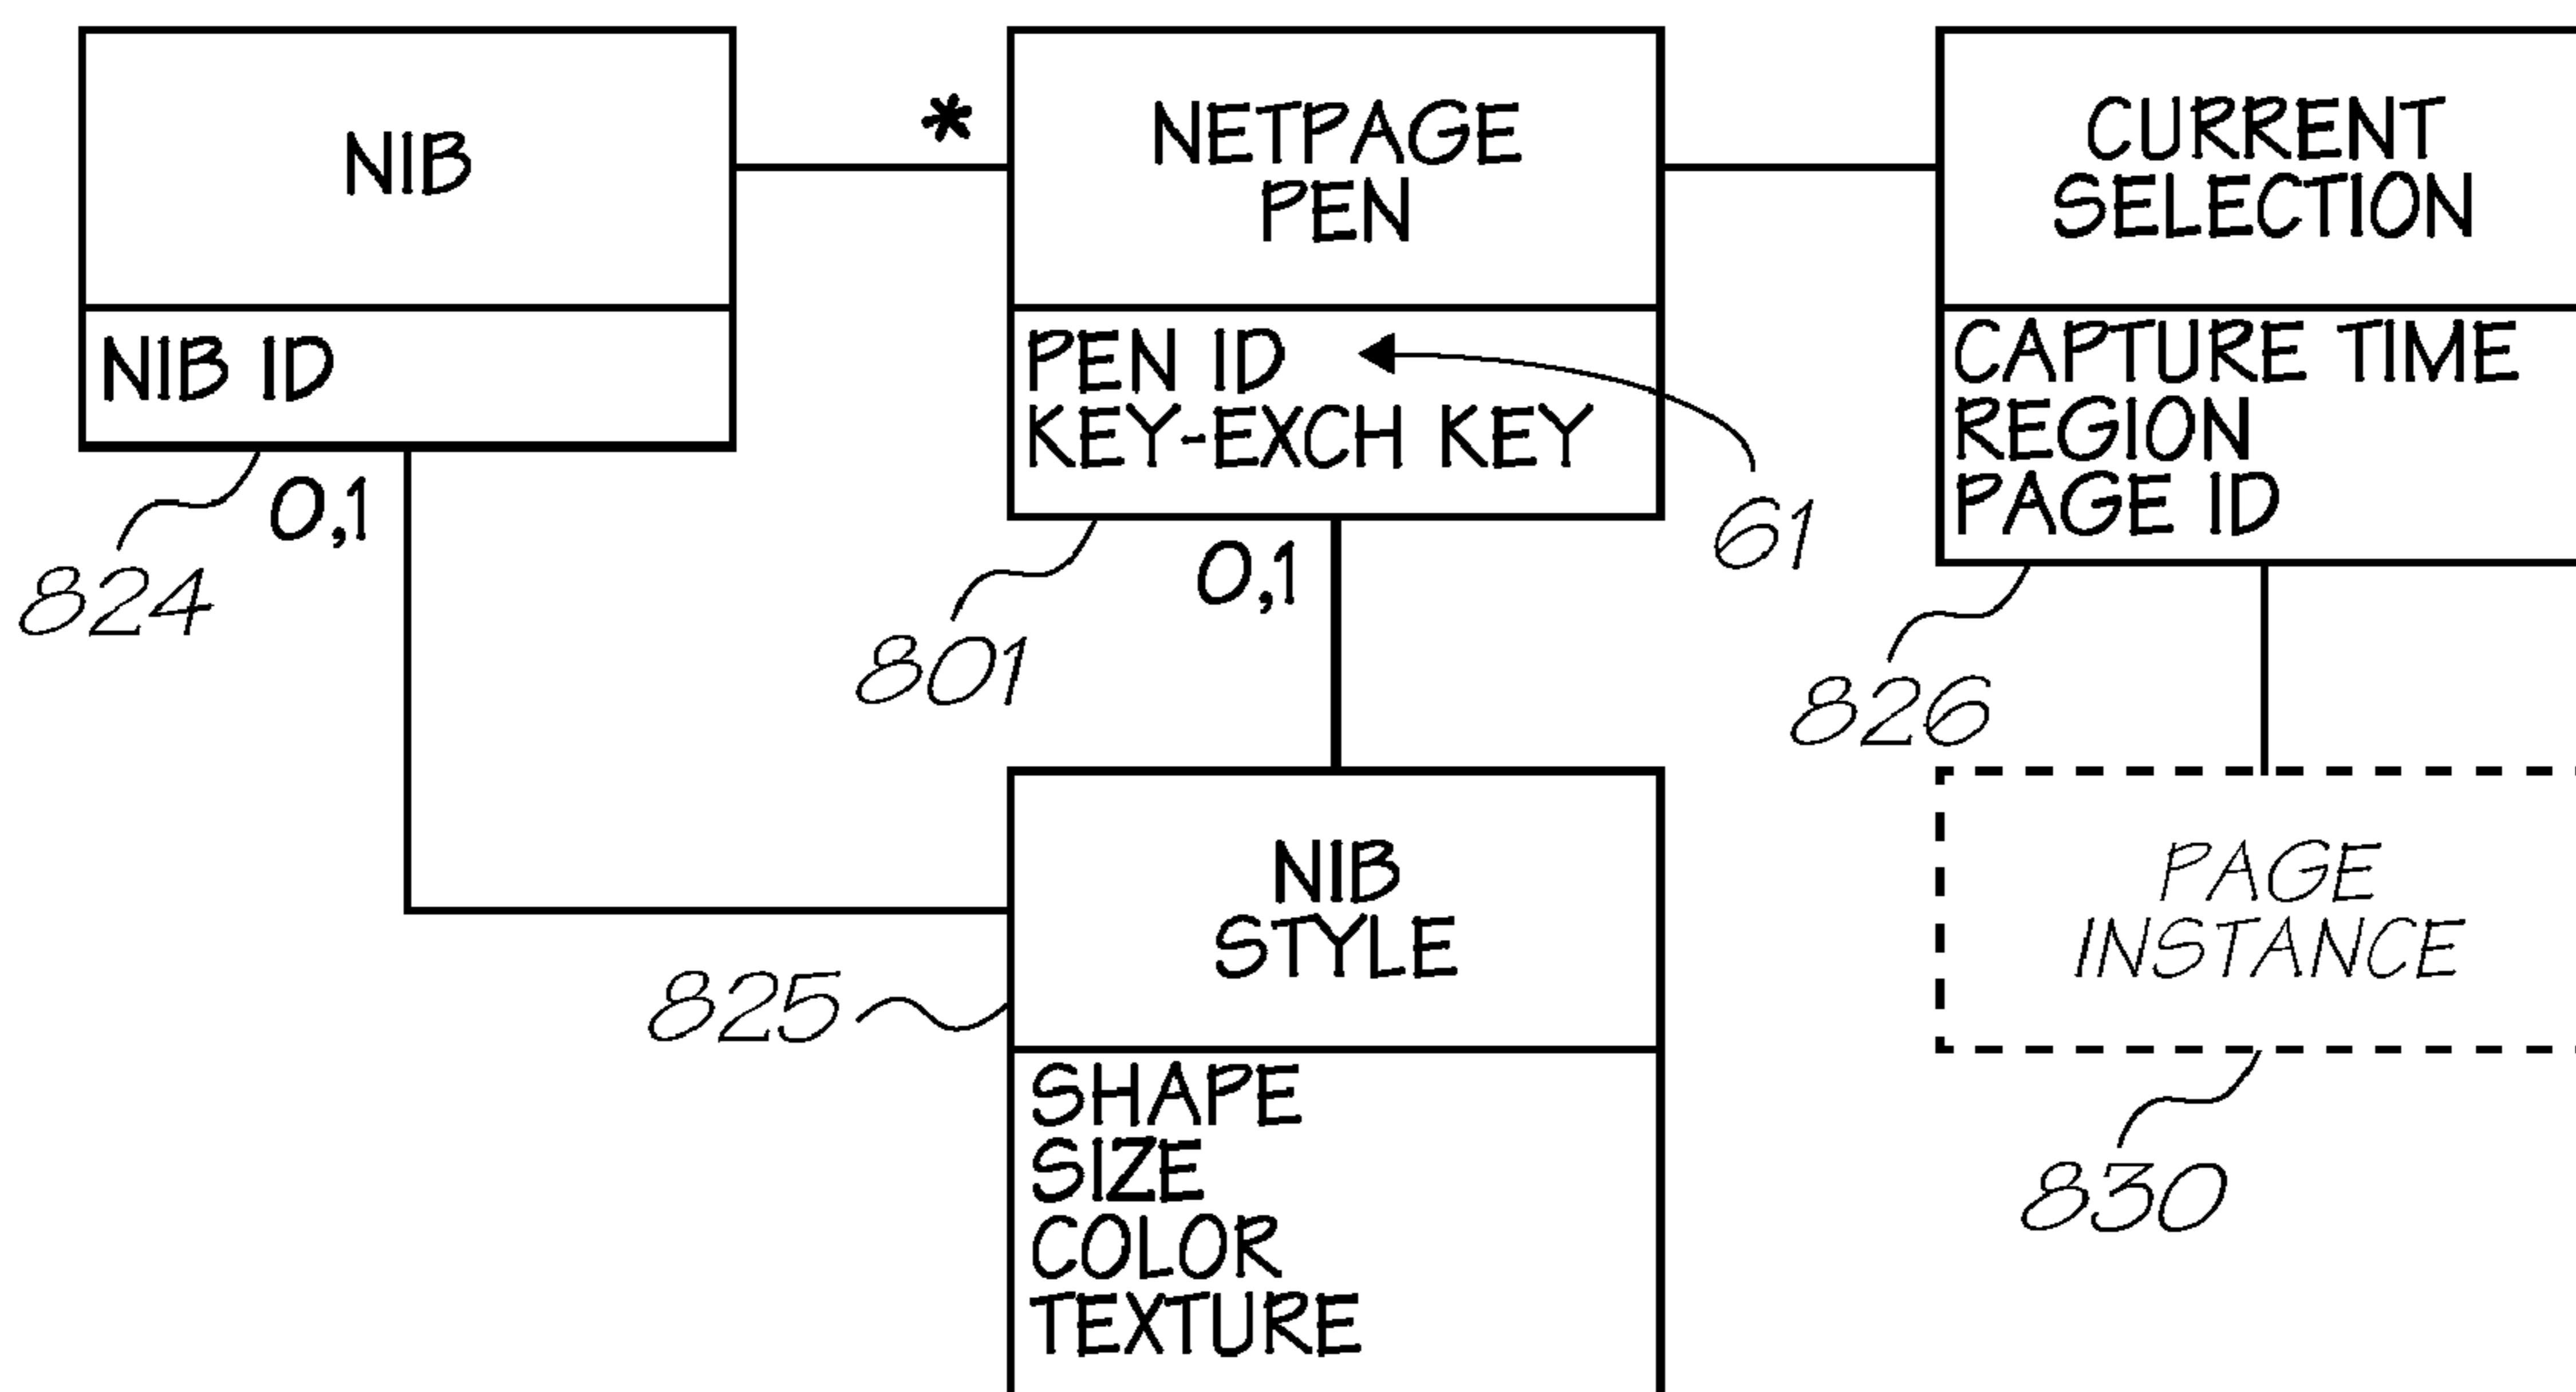 NIB
NIB ID
824
0,1
*
NETPAGE
PEN
PEN ID
KEY-EXCH KEY
61
801
0,1
CURRENT
SELECTION
CAPTURE TIME
REGION
PAGE ID
826
NIB
STYLE
825
SHAPE
SIZE
COLOR
TEXTURE
PAGE
INSTANCE
830